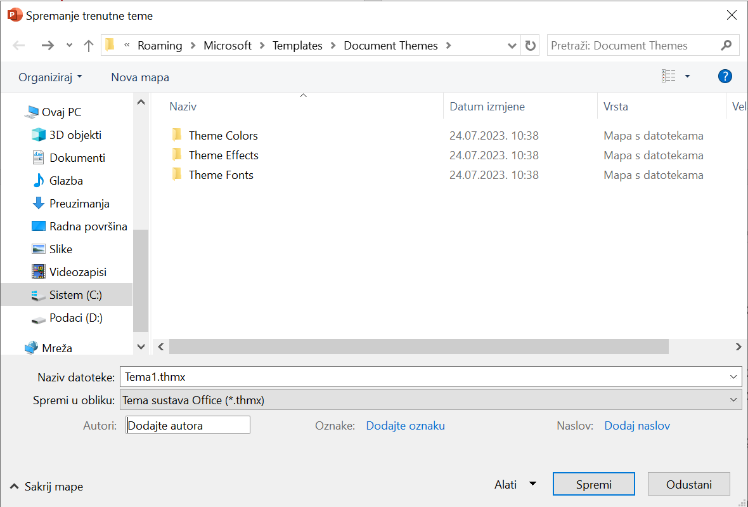 Spremanje trenutne teme
« Roaming > Microsoft > Templates > Document Themes >
Pretraži: Document Themes
Organiziraj Nova mapa
Naziv Datum izmjene Vrsta Vel
Ovaj PC
3D objekti
Dokumenti
Glazba
Preuzimanja
Radna površina
Slike
Videozapisi
Sistem (C:)
Podaci (D:)
Mreža
Theme Colors 24.07.2023. 10:38 Mapa s datotekama
Theme Effects 24.07.2023. 10:38 Mapa s datotekama
Theme Fonts 24.07.2023. 10:38 Mapa s datotekama
Naziv datoteke: Tema1.thmx
Spremi u obliku: Tema sustava Office (*.thmx)
Autori: Dodajte autora Oznake: Dodajte oznaku Naslov: Dodaj naslov
Sakrij mape Alati Spremi Odustani